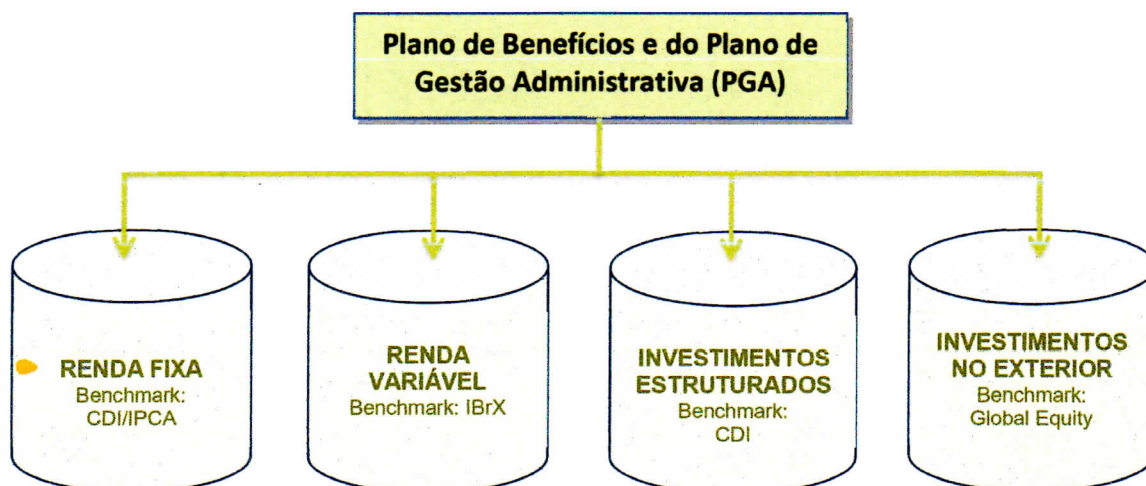 Plano de Benefícios e do Plano de
Gestão Administrativa (PGA)
RENDA FIXA
Benchmark:
CDI/IPCA
RENDA
VARIÁVEL
Benchmark: IBrX
INVESTIMENTOS
ESTRUTURADOS
Benchmark:
CDI
INVESTIMENTOS
NO EXTERIOR
Benchmark:
Global Equity